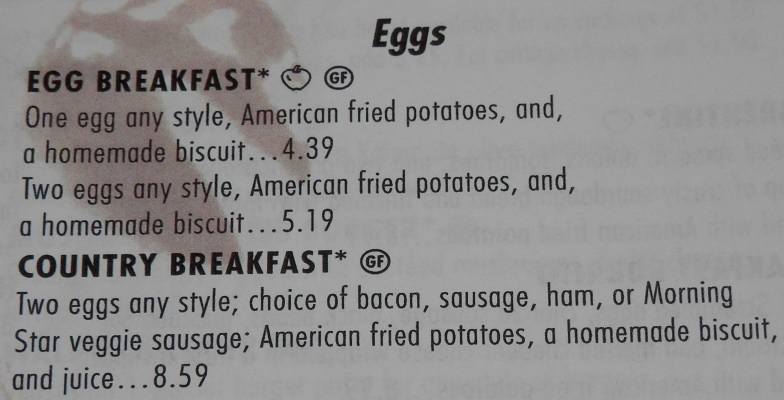 Eggs
EGG BREAKFAST* GF
One egg any style, American fried potatoes, and,
a homemade biscuit...4.39
Two eggs any style, American fried potatoes, and,
a homemade biscuit...5.19
COUNTRY BREAKFAST* GF
Two eggs any style; choice of bacon, sausage, ham, or Morning
Star veggie sausage; American fried potatoes, a homemade biscuit,
and juice...8.59